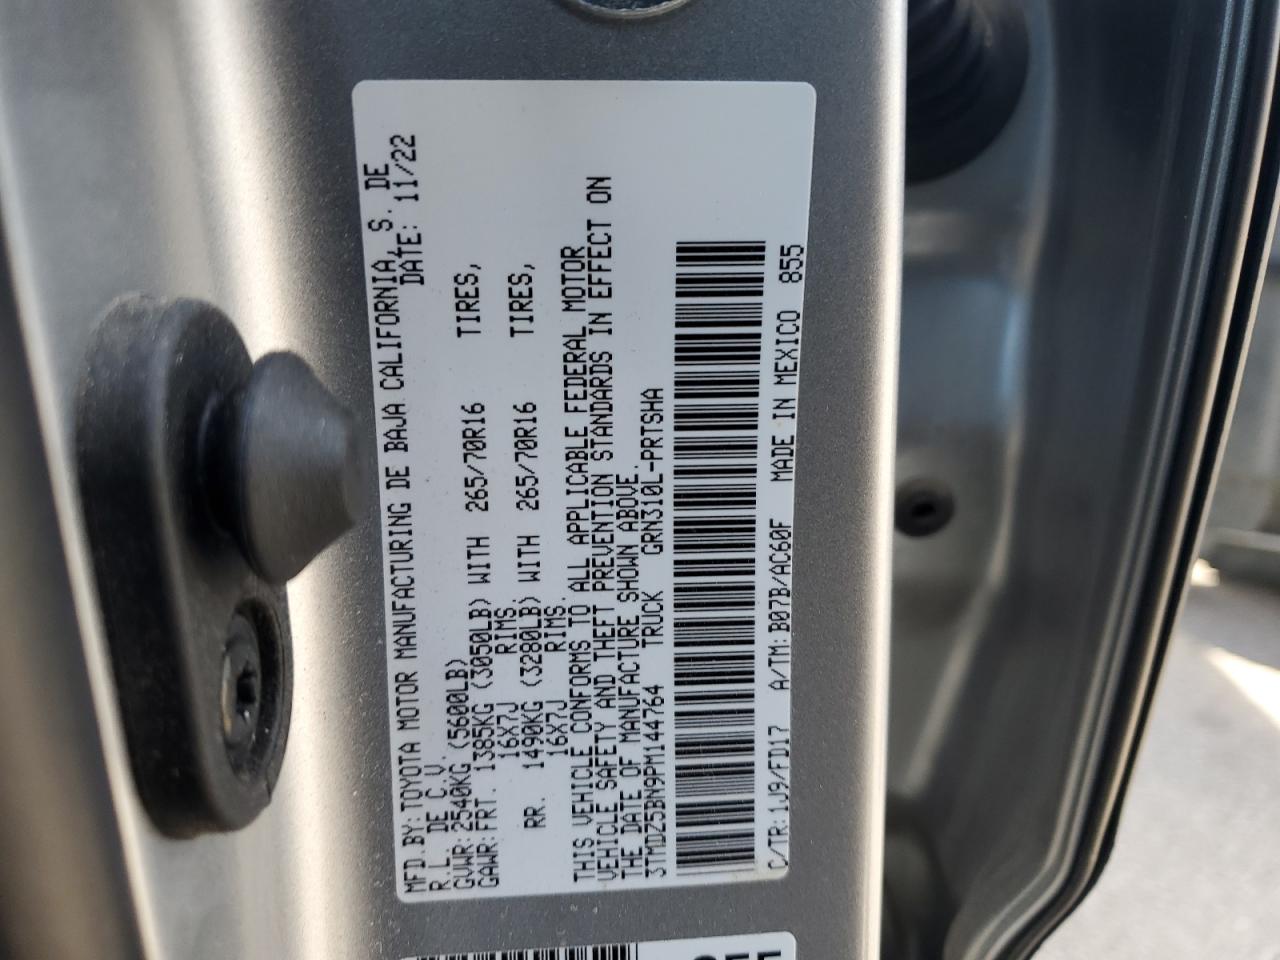 MFD.BY:TOYOTA MOTOR MANUFACTURING DE BAJA CALIFORNIA, S. DE
R.L. DE C.V. DATE: 11/22
GVWR:2540KG (5600LB)
GAWR:FRT. 1385KG (3050LB) WITH 265/70R16 TIRES,
16X7J RIMS,
RR. 1490KG (3280LB) WITH 265/70R16 TIRES,
16X7J RIMS
THIS VEHICLE CONFORMS TO ALL APPLICABLE FEDERAL MOTOR
VEHICLE SAFETY AND THEFT PREVENTION STANDARDS IN EFFECT ON
THE DATE OF MANUFACTURE SHOWN ABOVE.
3TMDZ5BN9PM144764 TRUCK GRN310L-PRTSHA
C/TR:1J9/FD17 A/TM:B07B/AC60F MADE IN MEXICO 855